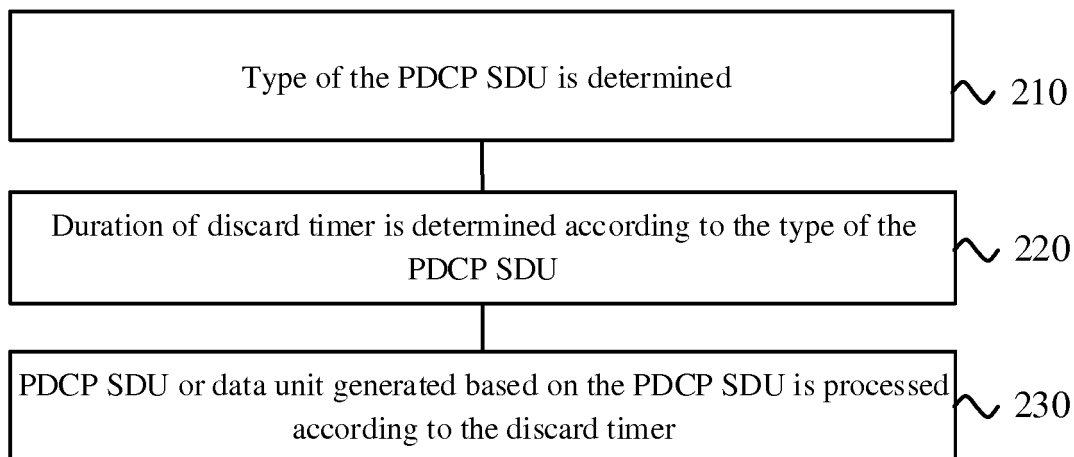 Type of the PDCP SDU is determined
210
Duration of discard timer is determined according to the type of the
PDCP SDU
220
PDCP SDU or data unit generated based on the PDCP SDU is processed
according to the discard timer
230